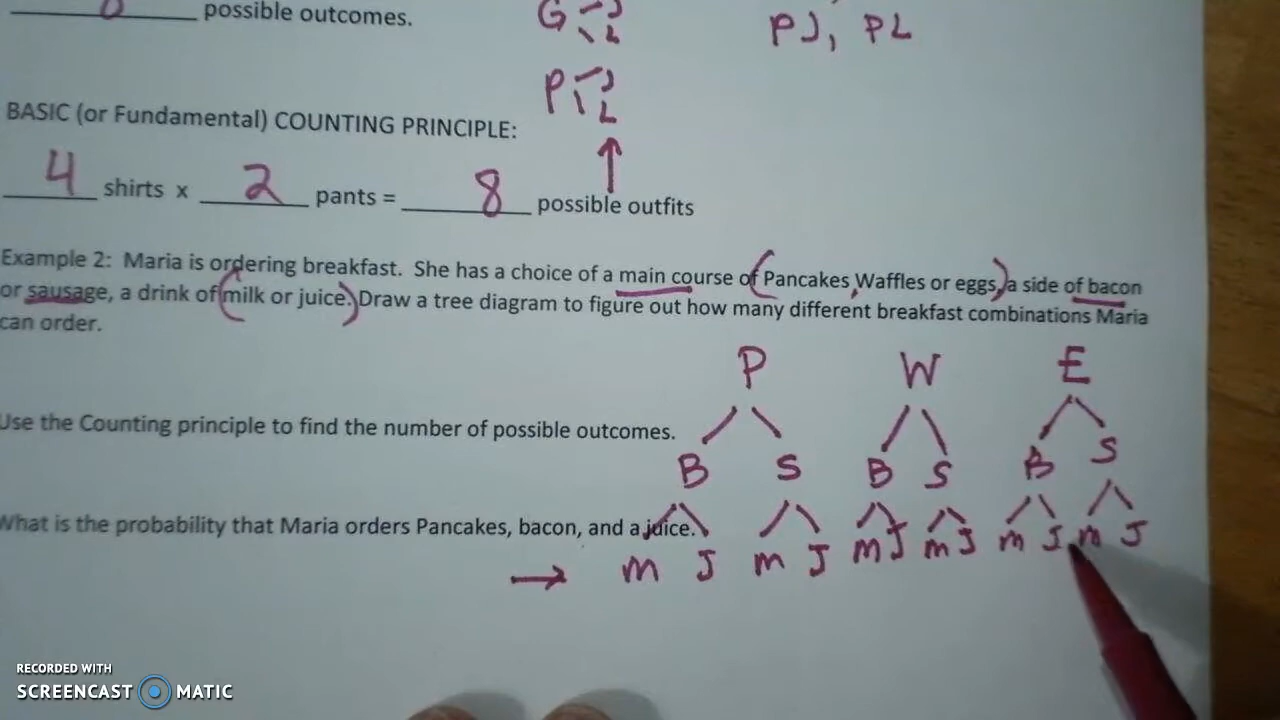 possible outcomes.
G J L
PJ, PL
P J L
BASIC (or Fundamental) COUNTING PRINCIPLE:
4 shirts x 2 pants = 8 possible outfits
Example 2: Maria is ordering breakfast. She has a choice of a main course of (Pancakes, Waffles or eggs,) a side of bacon
or sausage, a drink of (milk or juice.) Draw a tree diagram to figure out how many different breakfast combinations Maria
can order.
P W E
Use the Counting principle to find the number of possible outcomes.
B S B S B S
What is the probability that Maria orders Pancakes, bacon, and a juice.
→ m J m J m J m J m J m J
RECORDED WITH
SCREENCAST MATIC